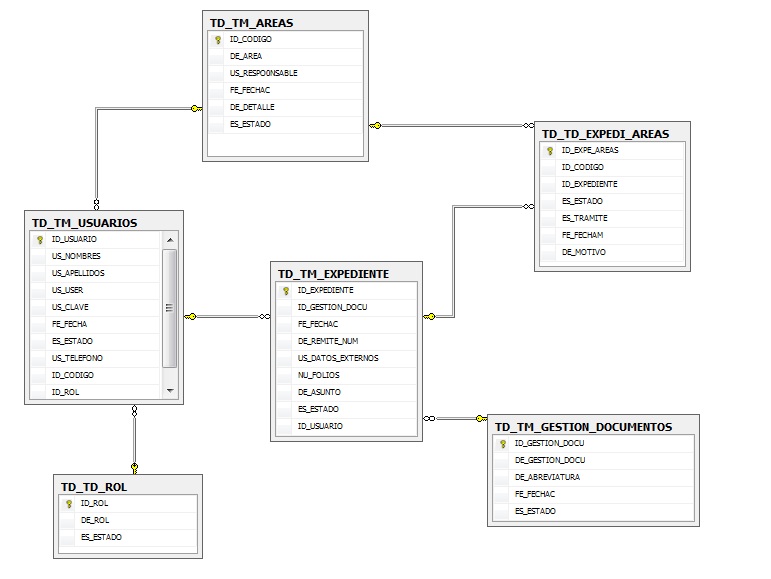 TD_TM_AREAS
ID_CODIGO
DE_AREA
US_RESPO0NSABLE
FE_FECHAC
DE_DETALLE
ES_ESTADO
TD_TD_EXPEDI_AREAS
ID_EXPE_AREAS
ID_CODIGO
ID_EXPEDIENTE
ES_ESTADO
ES_TRAMITE
FE_FECHAM
DE_MOTIVO
TD_TM_USUARIOS
ID_USUARIO
US_NOMBRES
US_APELLIDOS
US_USER
US_CLAVE
FE_FECHA
ES_ESTADO
US_TELEFONO
ID_CODIGO
ID_ROL
TD_TM_EXPEDIENTE
ID_EXPEDIENTE
ID_GESTION_DOCU
FE_FECHAC
DE_REMITE_NUM
US_DATOS_EXTERNOS
NU_FOLIOS
DE_ASUNTO
ES_ESTADO
ID_USUARIO
TD_TM_GESTION_DOCUMENTOS
ID_GESTION_DOCU
DE_GESTION_DOCU
DE_ABREVIATURA
FE_FECHAC
ES_ESTADO
TD_TD_ROL
ID_ROL
DE_ROL
ES_ESTADO